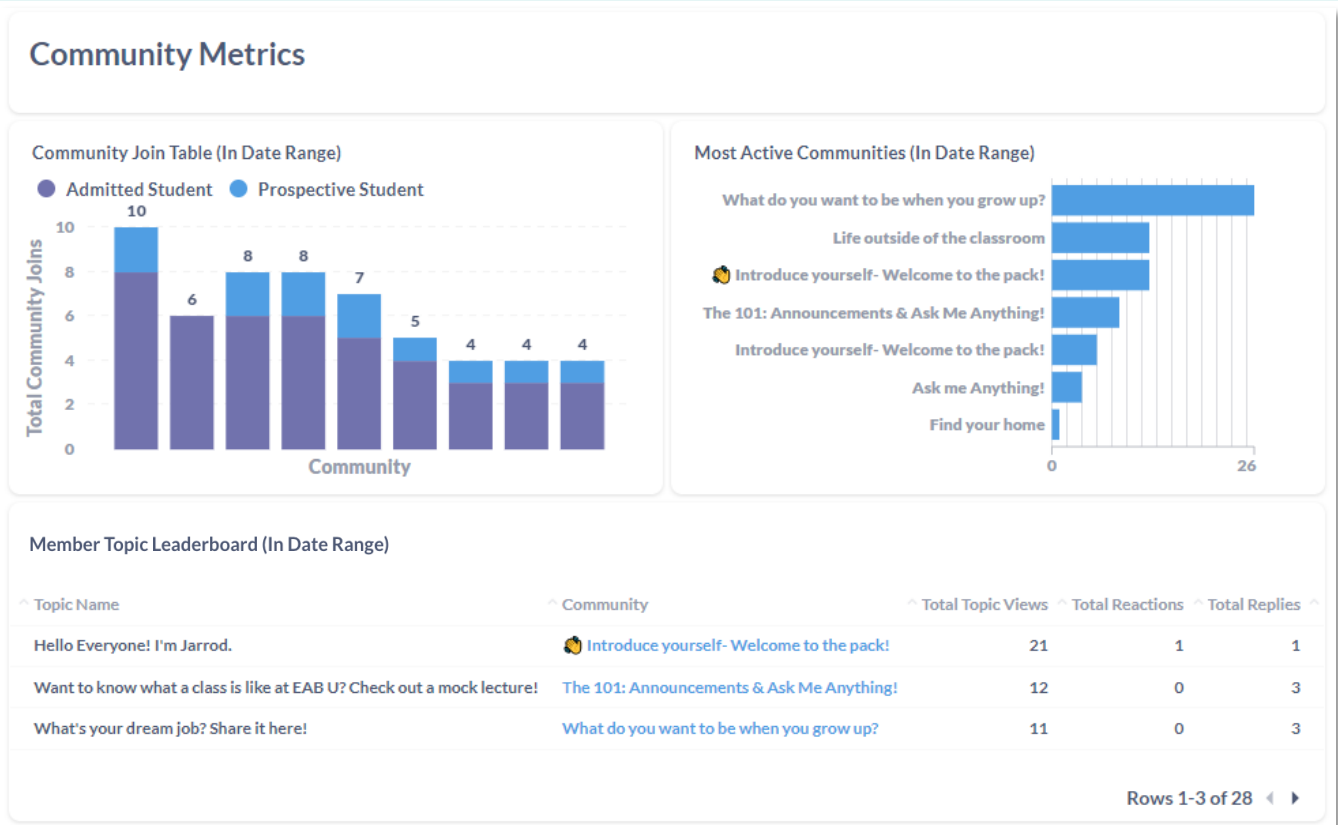 Community Metrics
Community Join Table (In Date Range)
Admitted Student Prospective Student
10
6
8
8
7
5
4
4
4
10
8
6
4
2
0
Total Community Joins
Community
Most Active Communities (In Date Range)
What do you want to be when you grow up?
Life outside of the classroom
👏 Introduce yourself- Welcome to the pack!
The 101: Announcements & Ask Me Anything!
Introduce yourself- Welcome to the pack!
Ask me Anything!
Find your home
0 26
Member Topic Leaderboard (In Date Range)
Topic Name Community Total Topic Views Total Reactions Total Replies
Hello Everyone! I'm Jarrod. 👏 Introduce yourself- Welcome to the pack! 21 1 1
Want to know what a class is like at EAB U? Check out a mock lecture! The 101: Announcements & Ask Me Anything! 12 0 3
What's your dream job? Share it here! What do you want to be when you grow up? 11 0 3
Rows 1-3 of 28